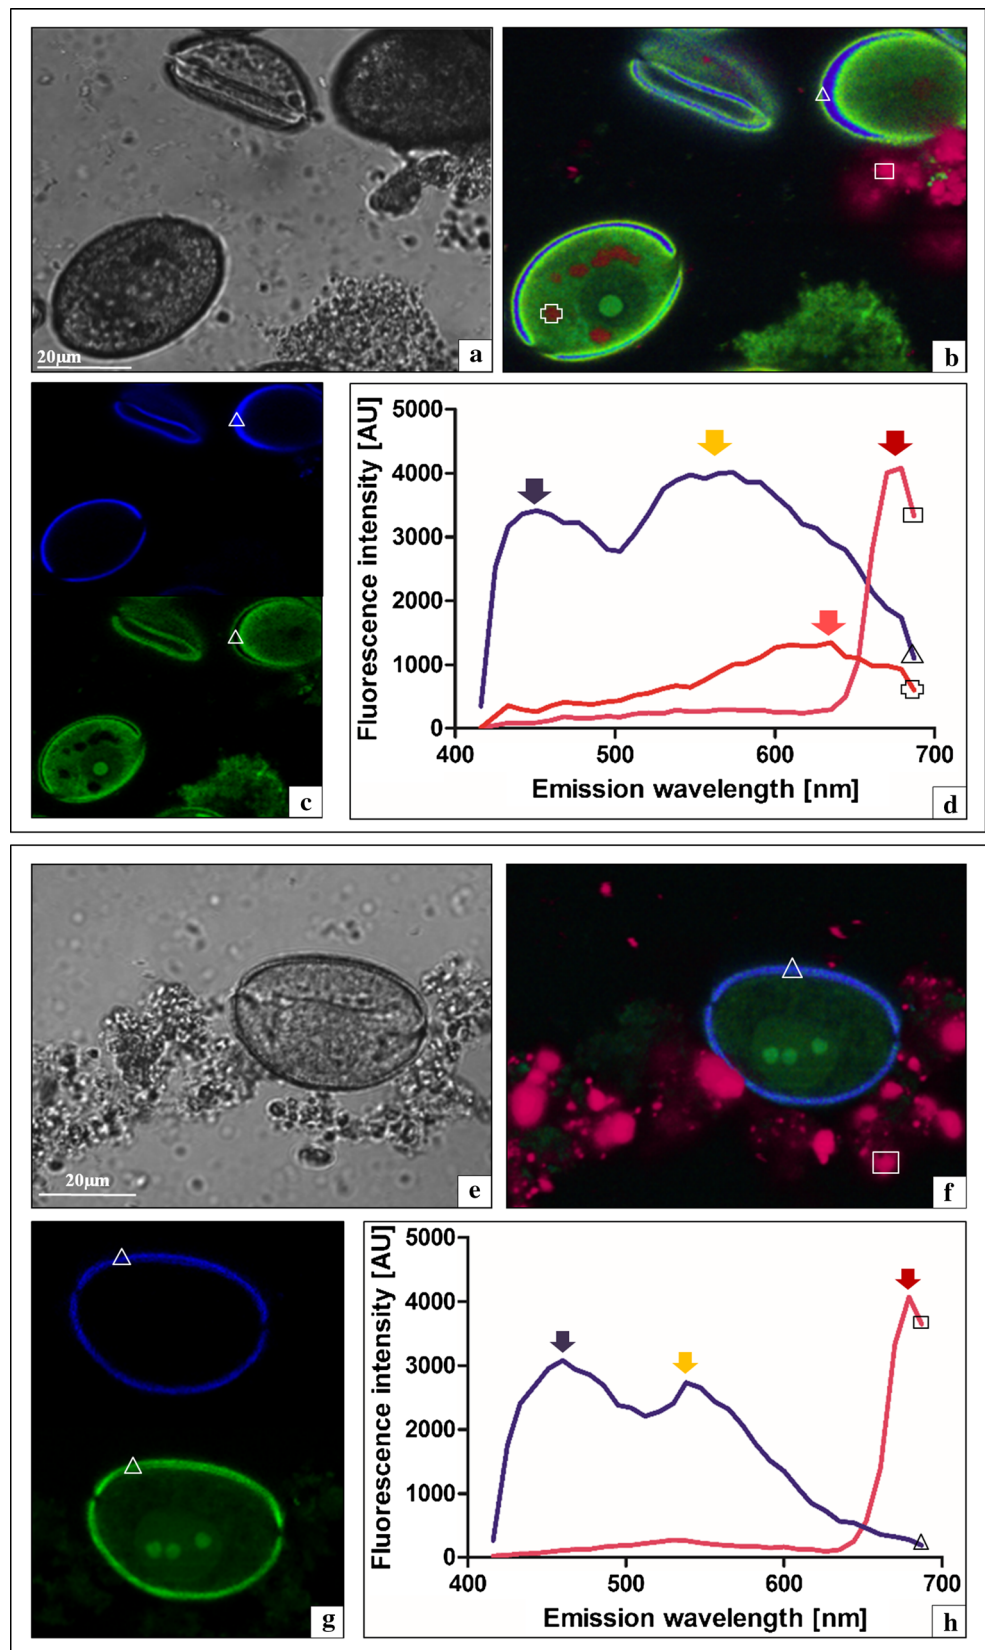 20µm
a
b
c
Fluorescence intensity [AU]
5000
4000
3000
2000
1000
0
400 500 600 700
Emission wavelength [nm]
d
20µm
e
f
g
Fluorescence intensity [AU]
5000
4000
3000
2000
1000
0
400 500 600 700
Emission wavelength [nm]
h